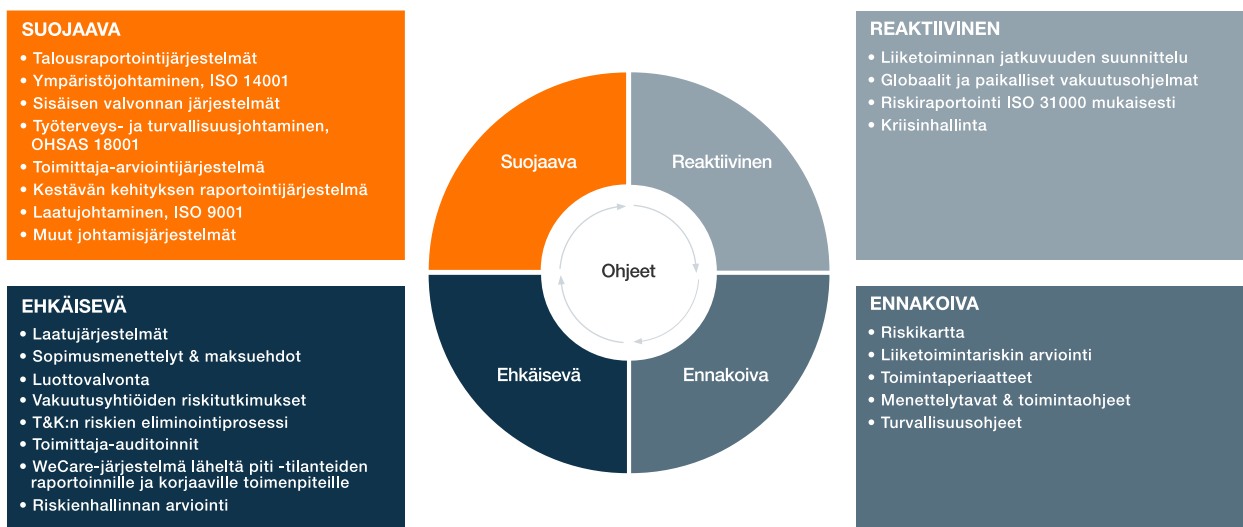 SUOJAAVA
• Talousraportointijärjestelmät
• Ympäristöjohtaminen, ISO 14001
• Sisäisen valvonnan järjestelmät
• Työterveys- ja turvallisuusjohtaminen,
OHSAS 18001
• Toimittaja-arviointijärjestelmä
• Kestävän kehityksen raportointijärjestelmä
• Laatujohtaminen, ISO 9001
• Muut johtamisjärjestelmät
REAKTIIVINEN
• Liiketoiminnan jatkuvuuden suunnittelu
• Globaalit ja paikalliset vakuutusohjelmat
• Riskiraportointi ISO 31000 mukaisesti
• Kriisinhallinta
Suojaava
Reaktiivinen
Ohjeet
Ehkäisevä
Ennakoiva
EHKÄISEVÄ
• Laatujärjestelmät
• Sopimusmenettelyt & maksuehdot
• Luottovalvonta
• Vakuutusyhtiöiden riskitutkimukset
• T&K:n riskien eliminointiprosessi
• Toimittaja-auditoinnit
• WeCare-järjestelmä läheltä piti -tilanteiden
raportoinnille ja korjaaville toimenpiteille
• Riskienhallinnan arviointi
ENNAKOIVA
• Riskikartta
• Liiketoimintariskin arviointi
• Toimintaperiaatteet
• Menettelytavat & toimintaohjeet
• Turvallisuusohjeet